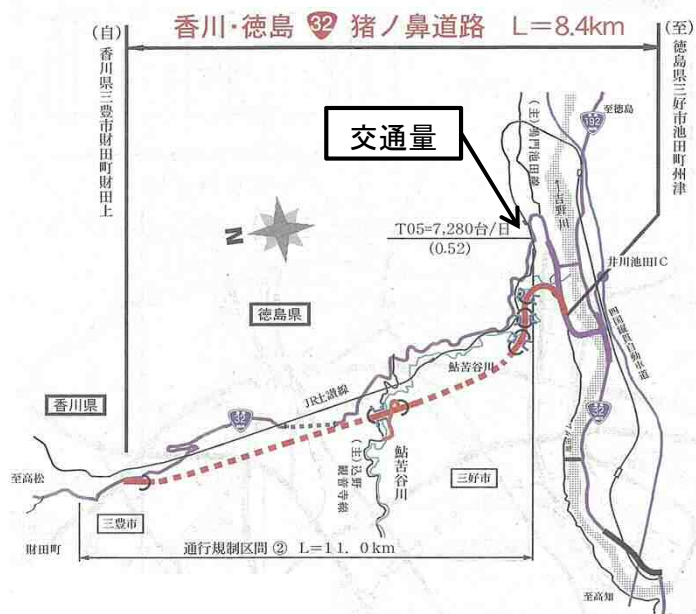 香川・徳島 32 猪ノ鼻道路 L=8.4km
(自)香川県三豊市財田町財田上
(至)徳島県三好市池田町州津
交通量
(主)鳴門池田線
至徳島
192
吉野川
T05=7,280台/日
(0.52)
N
井川池田IC
徳島県
四国縦貫自動車道
鮎苦谷川
JR土讃線
香川県
32
32
鮎苦谷川
(主)込野観音寺線
至高松
三好市
三豊市
財田町
通行規制区間② L=11.0km
至高知